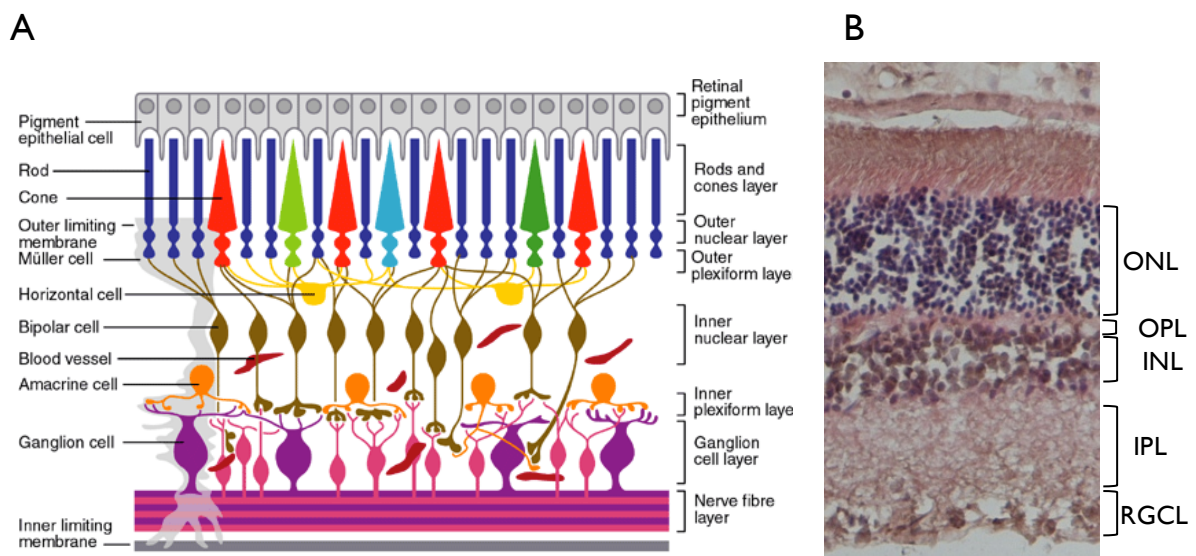 A
B
Pigment
epithelial cell
Rod
Cone
Outer limiting
membrane
Müller cell
Horizontal cell
Bipolar cell
Blood vessel
Amacrine cell
Ganglion cell
Inner limiting
membrane
Retinal
pigment
epithelium
Rods and
cones layer
Outer
nuclear layer
Outer
plexiform laye
Inner
nuclear layer
Inner
plexiform laye
Ganglion
cell layer
Nerve fibre
layer
ONL
OPL
INL
IPL
RGCL